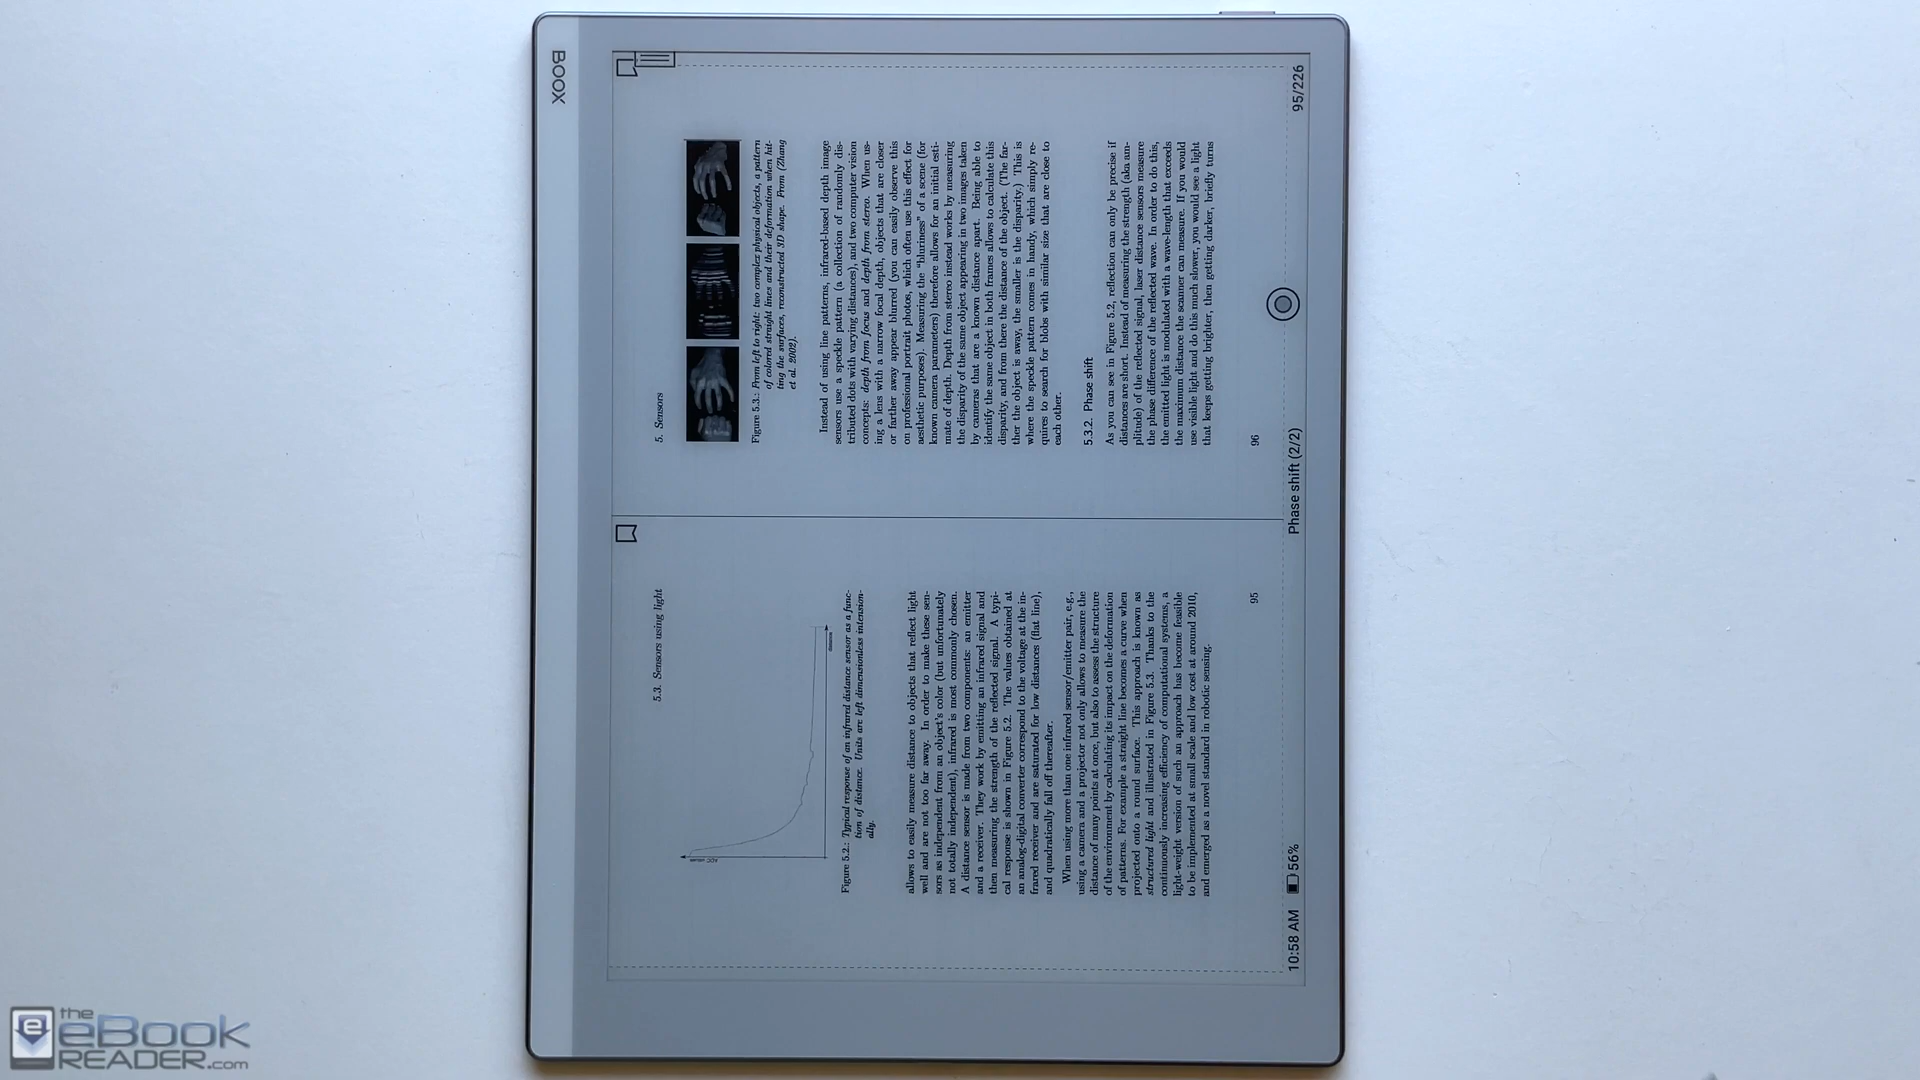 BOOX
5.3. Sensors using light
ADC values
distance
Figure 5.2.: Typical response of an infrared distance sensor as a func-
tion of distance. Units are left dimensionless intension-
ally.
allows to easily measure distance to objects that reflect light
well and are not too far away. In order to make these sen-
sors as independent from an object's color (but unfortunately
not totally independent), infrared is most commonly chosen.
A distance sensor is made from two components: an emitter
and a receiver. They work by emitting an infrared signal and
then measuring the strength of the reflected signal. A typi-
cal response is shown in Figure 5.2. The values obtained at
an analog-digital converter correspond to the voltage at the in-
frared receiver and are saturated for low distances (flat line),
and quadratically fall off thereafter.
When using more than one infrared sensor/emitter pair, e.g.,
using a camera and a projector not only allows to measure the
distance of many points at once, but also to assess the structure
of the environment by calculating its impact on the deformation
of patterns. For example a straight line becomes a curve when
projected onto a round surface. This approach is known as
structured light and illustrated in Figure 5.3. Thanks to the
continuously increasing efficiency of computational systems, a
light-weight version of such an approach has become feasible
to be implemented at small scale and low cost at around 2010,
and emerged as a novel standard in robotic sensing.
95
5. Sensors
Figure 5.3.: From left to right: two complex physical objects, a pattern
of colored straight lines and their deformation when hit-
ting the surfaces, reconstructed 3D shape. From (Zhang
et al. 2002).
Instead of using line patterns, infrared-based depth image
sensors use a speckle pattern (a collection of randomly dis-
tributed dots with varying distances), and two computer vision
concepts: depth from focus and depth from stereo. When us-
ing a lens with a narrow focal depth, objects that are closer
or farther away appear blurred (you can easily observe this
on professional portrait photos, which often use this effect for
aesthetic purposes). Measuring the "bluriness" of a scene (for
known camera parameters) therefore allows for an initial esti-
mate of depth. Depth from stereo instead works by measuring
the disparity of the same object appearing in two images taken
by cameras that are a known distance apart. Being able to
identify the same object in both frames allows to calculate this
disparity, and from there the distance of the object. (The far-
ther the object is away, the smaller is the disparity.) This is
where the speckle pattern comes in handy, which simply re-
quires to search for blobs with similar size that are close to
each other.
5.3.2. Phase shift
As you can see in Figure 5.2, reflection can only be precise if
distances are short. Instead of measuring the strength (aka am-
plitude) of the reflected signal, laser distance sensors measure
the phase difference of the reflected wave. In order to do this,
the emitted light is modulated with a wave-length that exceeds
the maximum distance the scanner can measure. If you would
use visible light and do this much slower, you would see a light
that keeps getting brighter, then getting darker, briefly turns
96
10:58 AM 56%
Phase shift (2/2)
95/226
the
eBook
READER.com